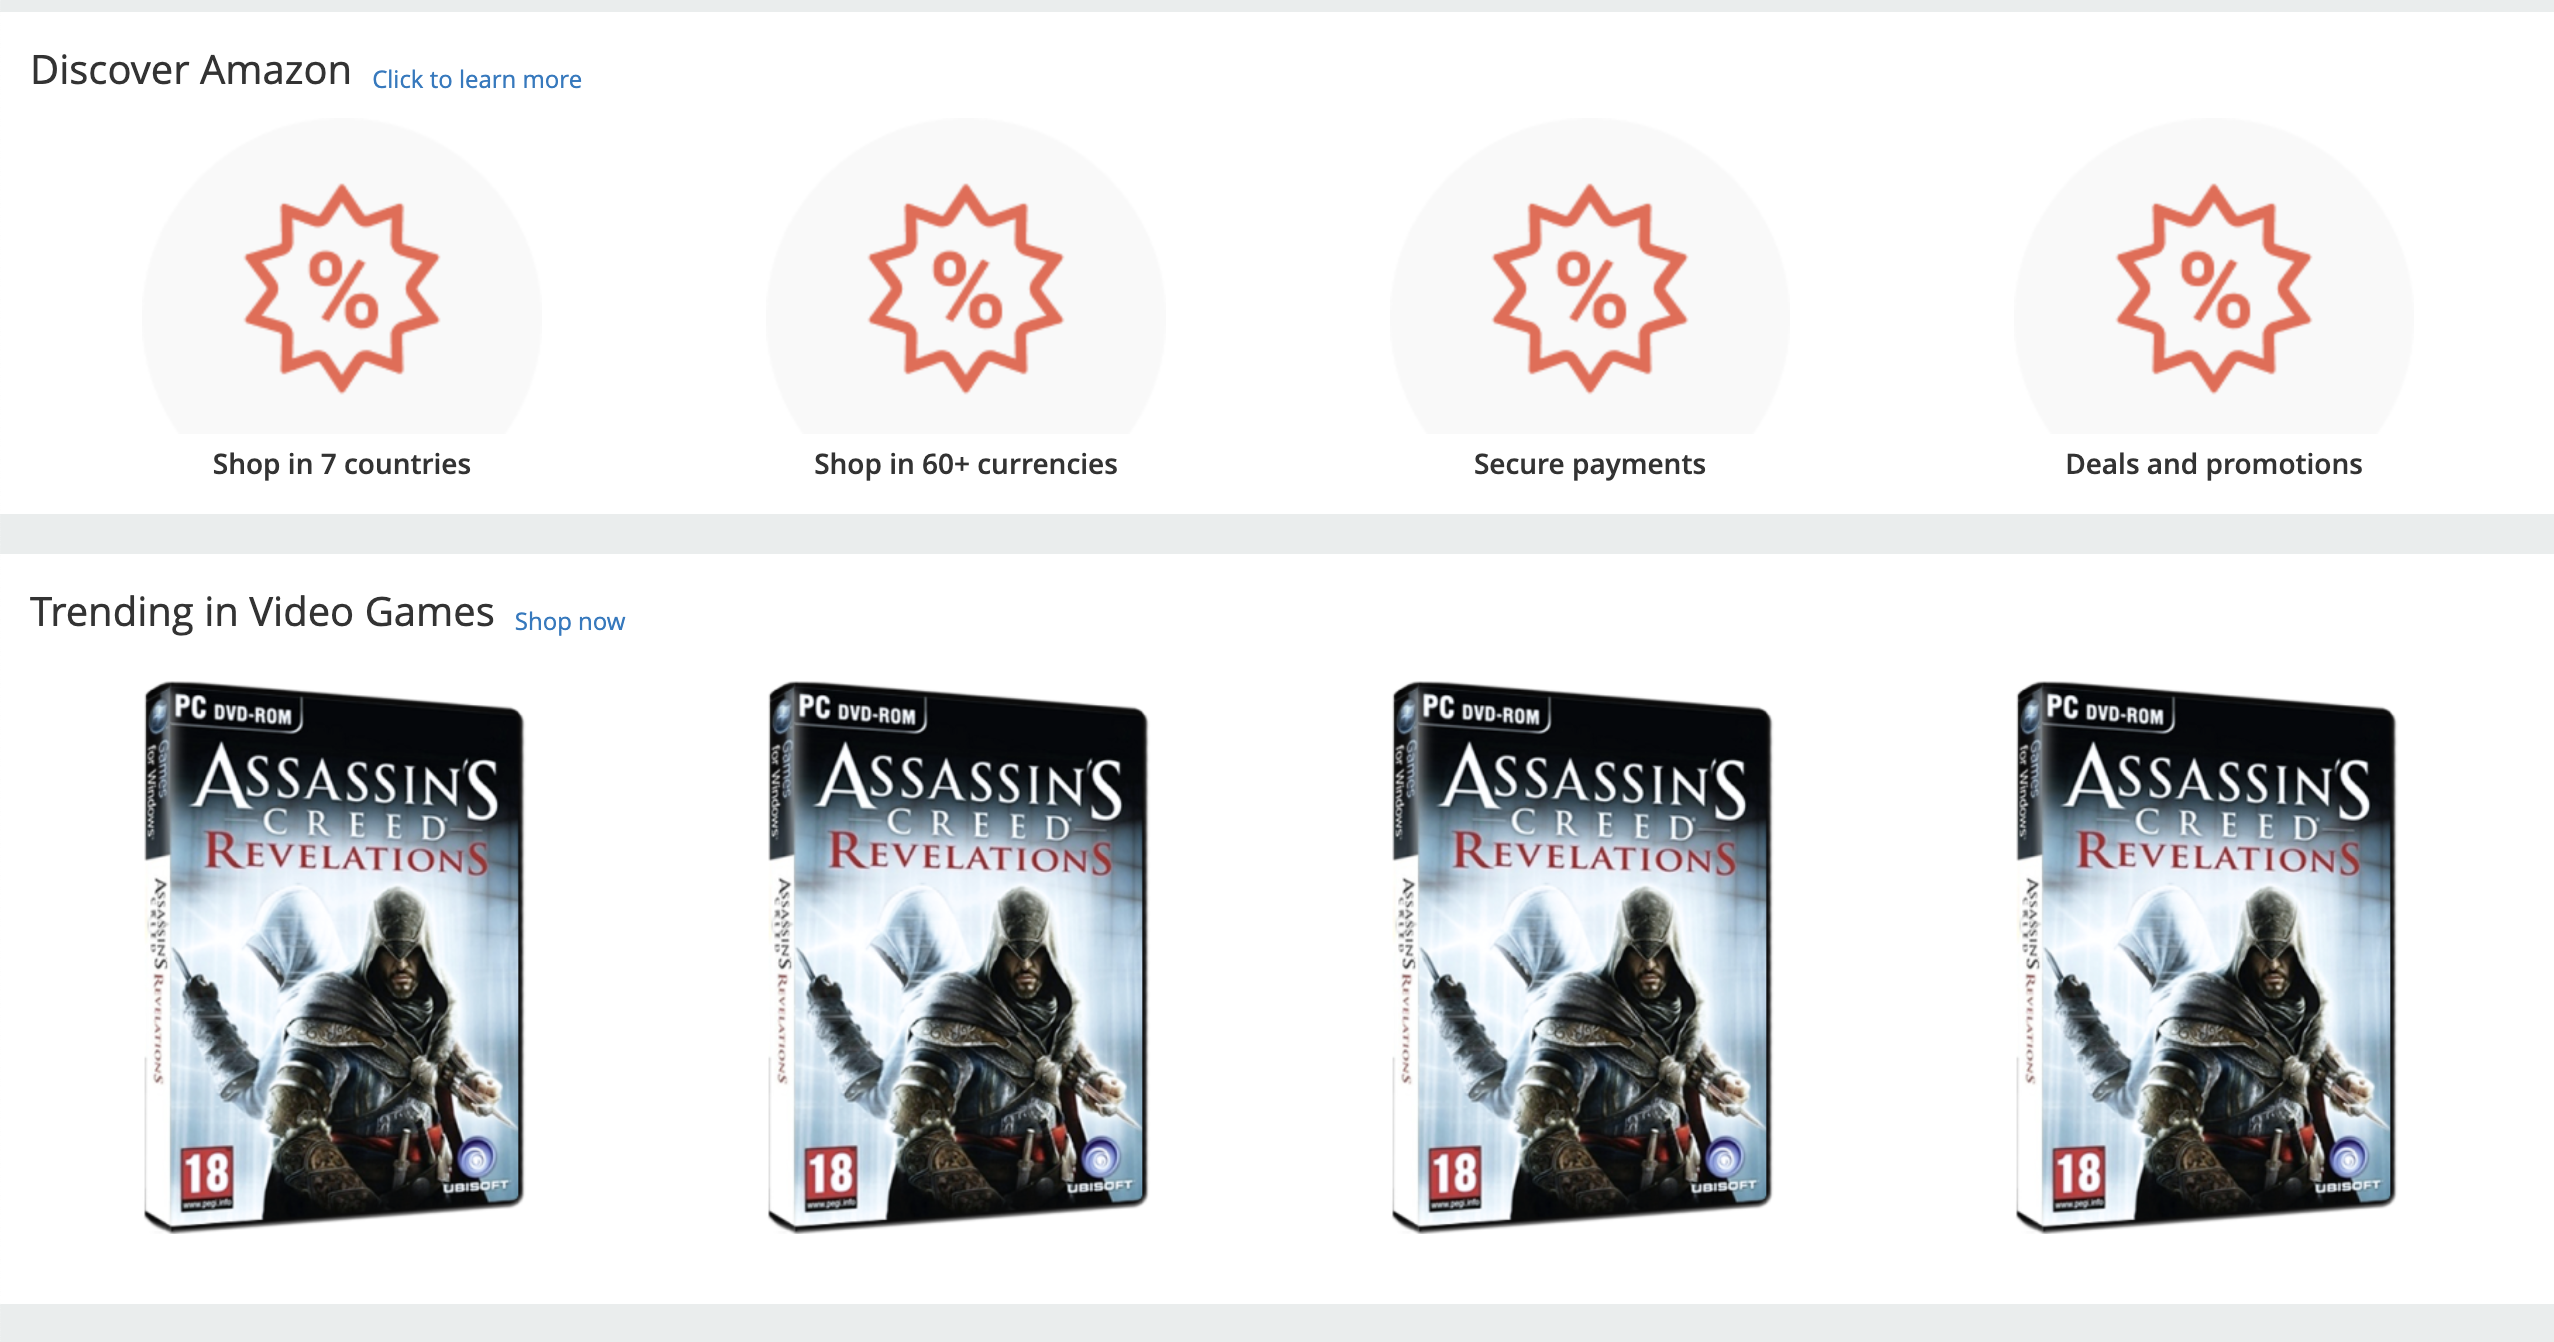 Discover Amazon Click to learn more
%
%
%
%
Shop in 7 countries
Shop in 60+ currencies
Secure payments
Deals and promotions
Trending in Video Games Shop now
PC DVD-ROM
Games
for Windows
ASSASSIN'S
CREED
REVELATIONS
ASSASSIN'S
CREED
REVELATIONS
18
www.pegi.info
UBISOFT
PC DVD-ROM
Games
for Windows
ASSASSIN'S
CREED
REVELATIONS
ASSASSIN'S
CREED
REVELATIONS
18
www.pegi.info
UBISOFT
PC DVD-ROM
Games
for Windows
ASSASSIN'S
CREED
REVELATIONS
ASSASSIN'S
CREED
REVELATIONS
18
www.pegi.info
UBISOFT
PC DVD-ROM
Games
for Windows
ASSASSIN'S
CREED
REVELATIONS
ASSASSIN'S
CREED
REVELATIONS
18
www.pegi.info
UBISOFT